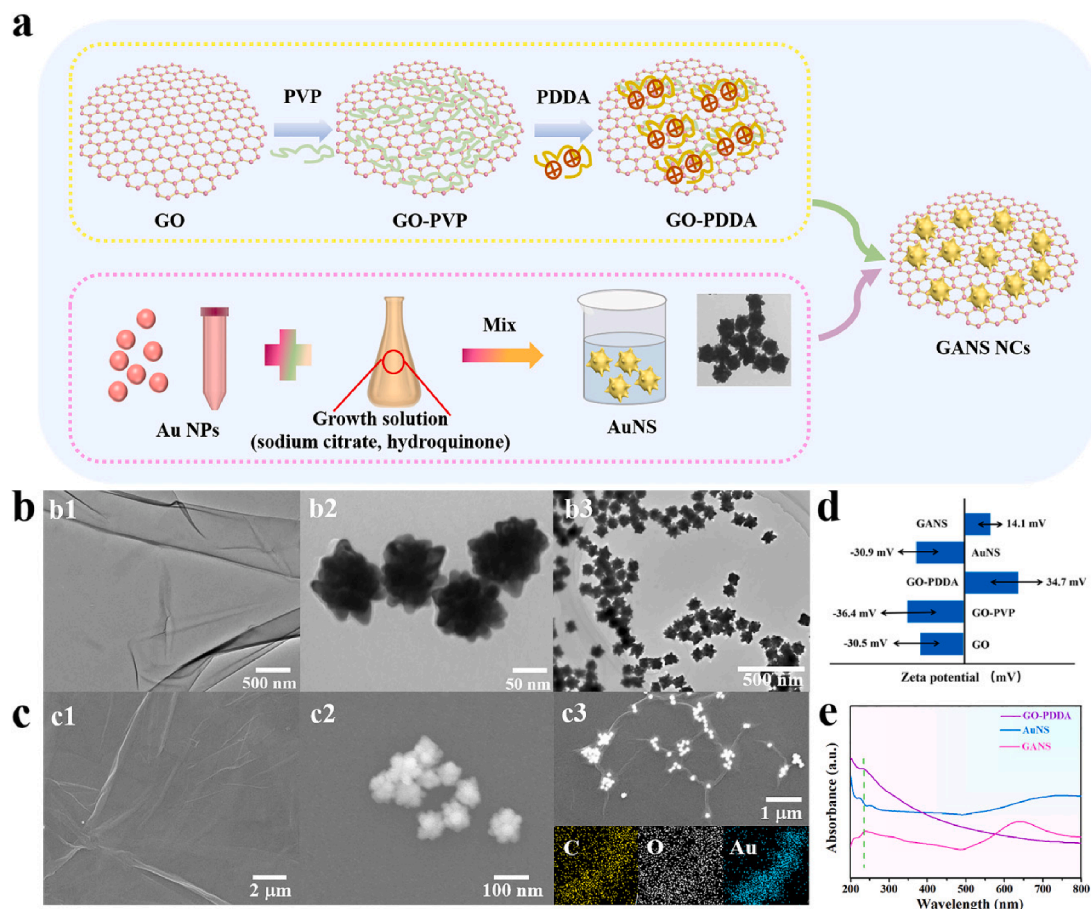 a
PVP
PDDA
GO
GO-PVP
GO-PDDA
GANS NCs
Mix
Au NPs
Growth solution
(sodium citrate, hydroquinone)
AuNS
b
b1
500 nm
b2
50 nm
b3
500 nm
c
c1
2 μm
c2
100 nm
c3
1 μm
C
O
Au
d
GANS
14.1 mV
-30.9 mV
AuNS
GO-PDDA
34.7 mV
-36.4 mV
GO-PVP
-30.5 mV
GO
Zeta potential (mV)
e
GO-PDDA
AuNS
GANS
Absorbance (a.u.)
200 300 400 500 600 700 800
Wavelength (nm)